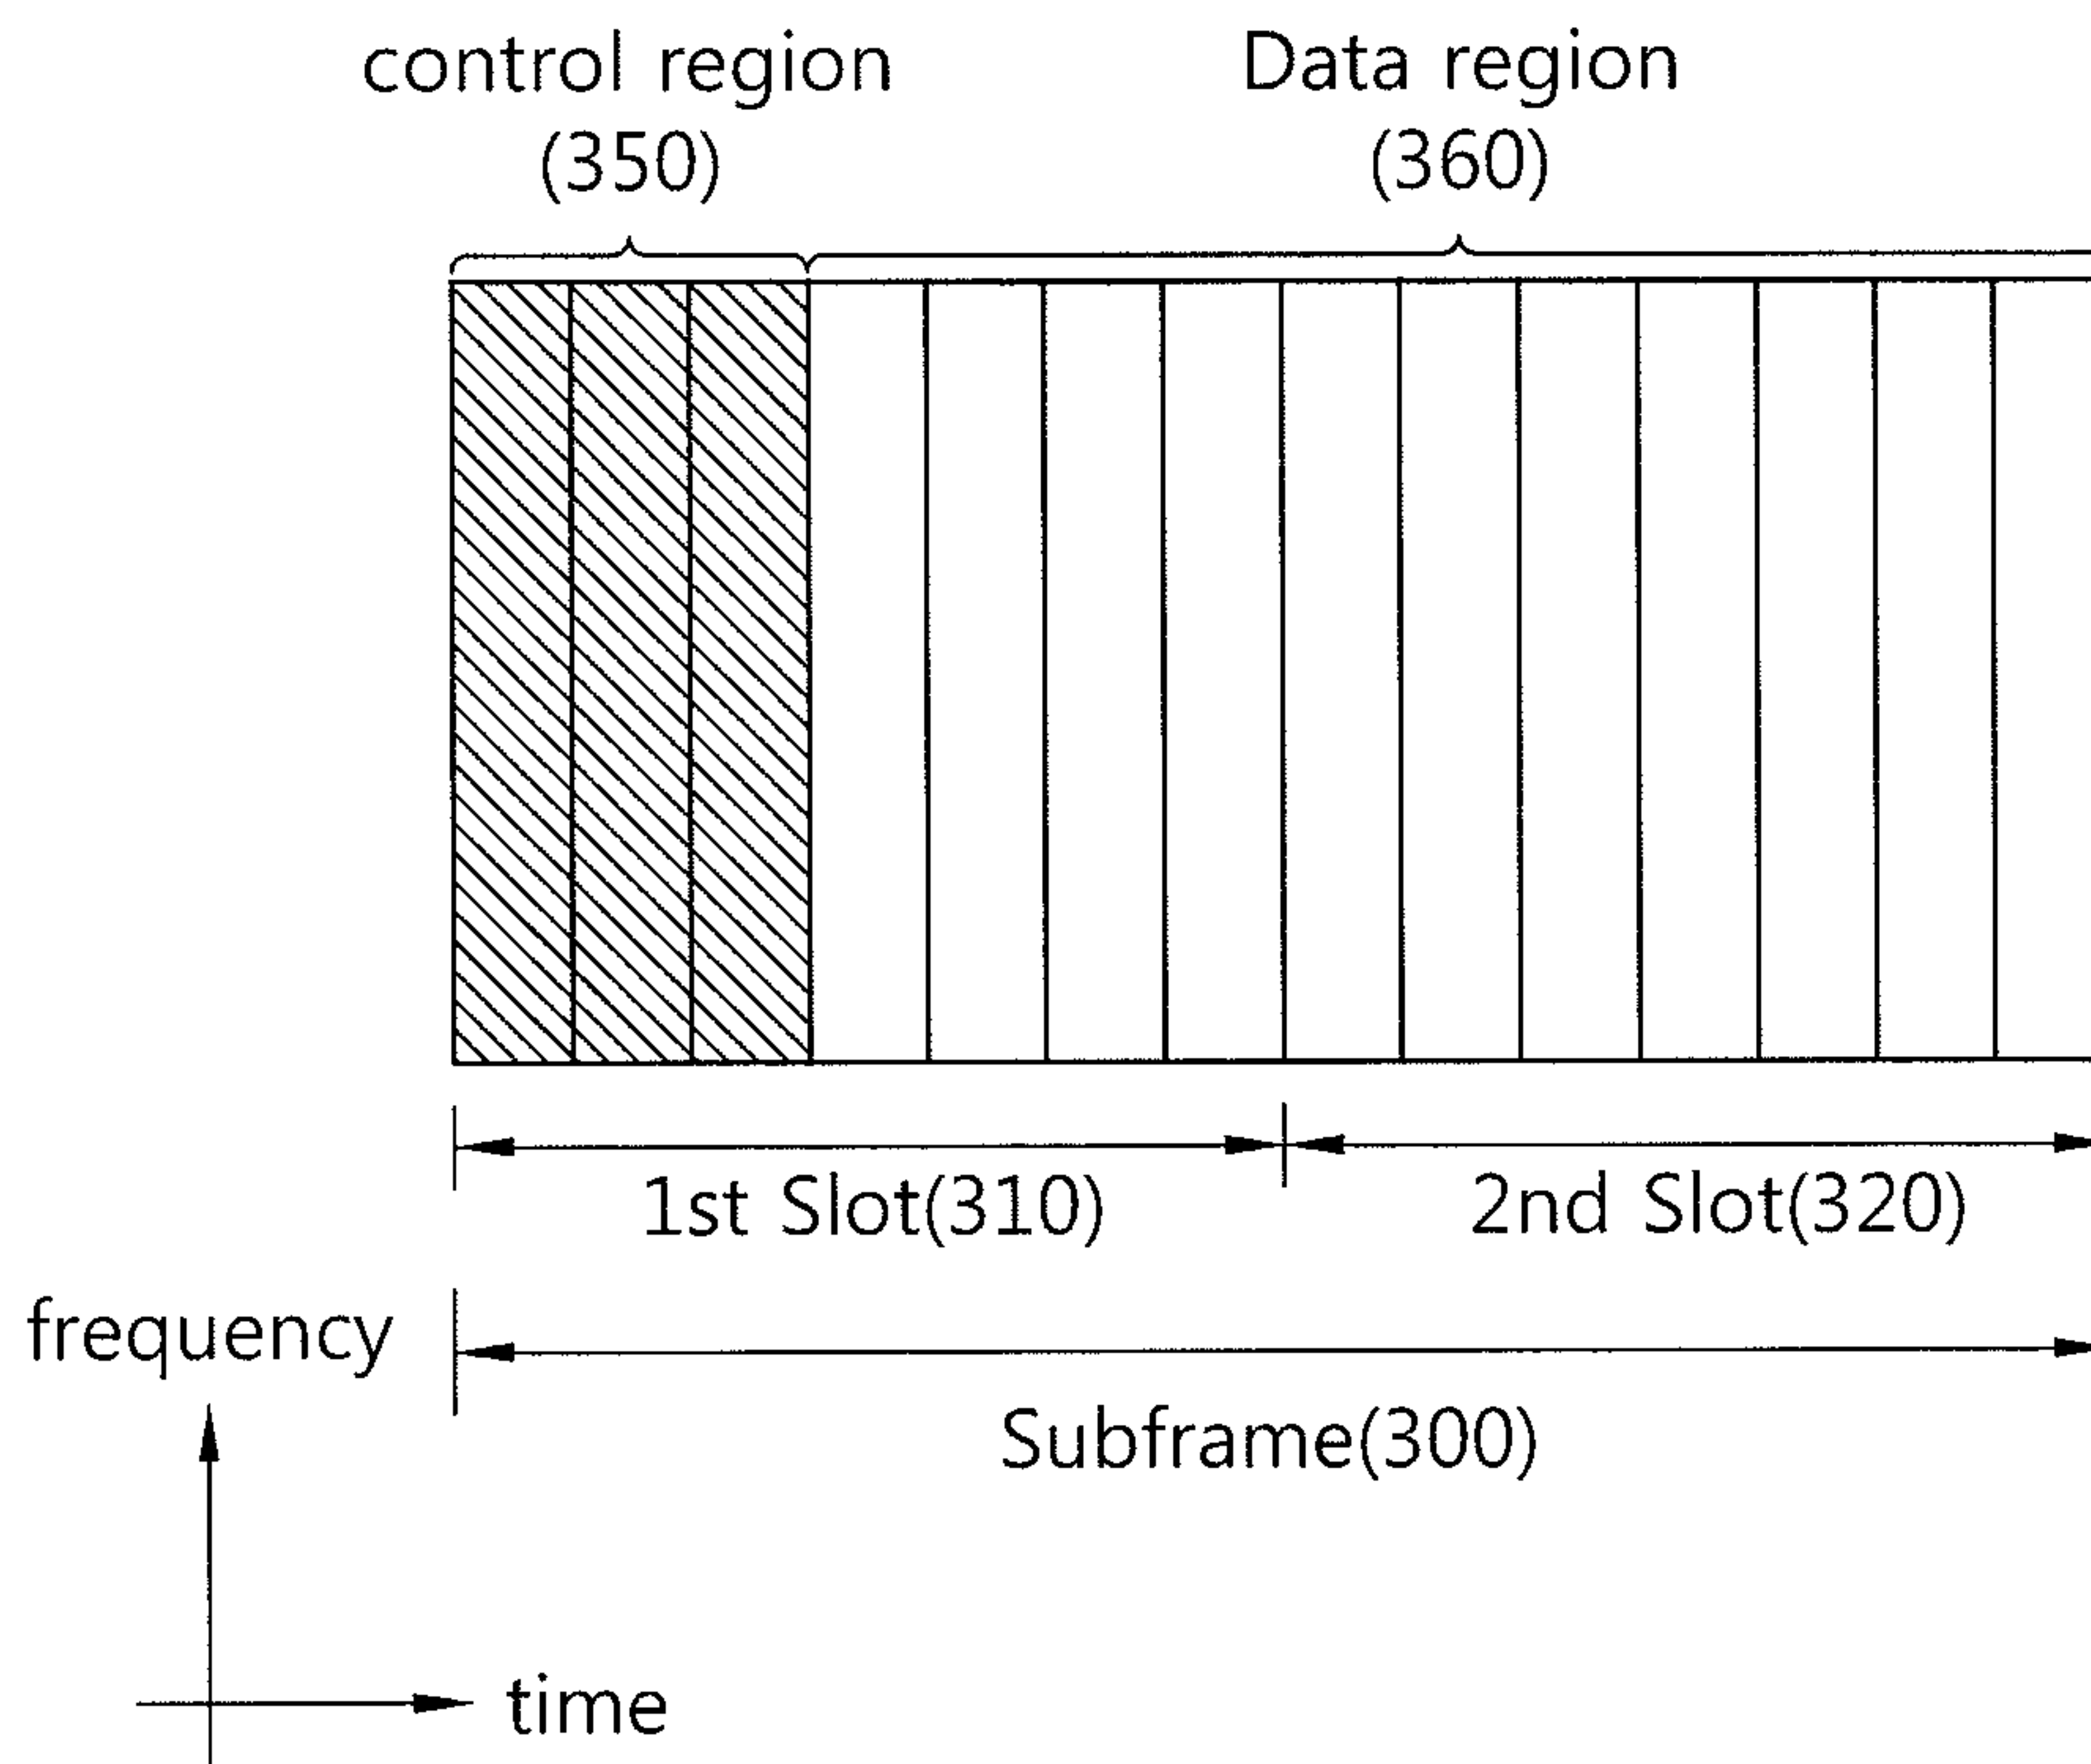 control region
(350)
Data region
(360)
1st Slot(310)
2nd Slot(320)
Subframe(300)
frequency
time